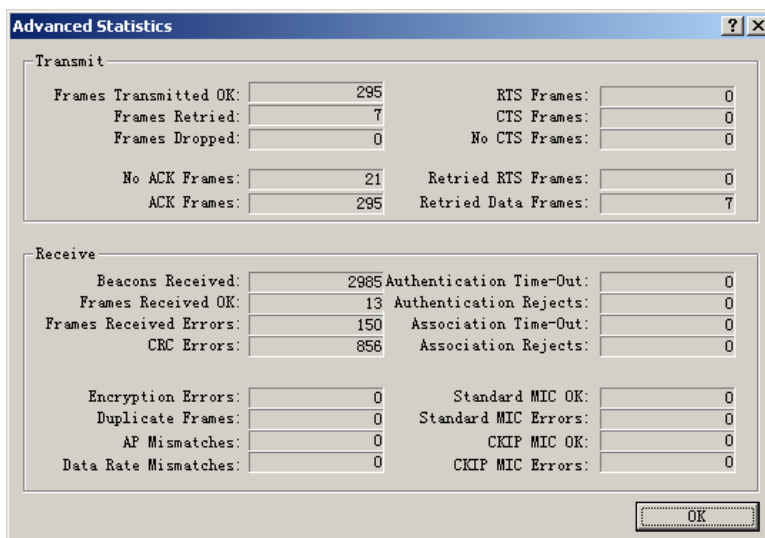 Advanced Statistics
Transmit
Frames Transmitted OK: 295 RTS Frames: 0
Frames Retried: 7 CTS Frames: 0
Frames Dropped: 0 No CTS Frames: 0
No ACK Frames: 21 Retried RTS Frames: 0
ACK Frames: 295 Retried Data Frames: 7
Receive
Beacons Received: 2985 Authentication Time-Out: 0
Frames Received OK: 13 Authentication Rejects: 0
Frames Received Errors: 150 Association Time-Out: 0
CRC Errors: 856 Association Rejects: 0
Encryption Errors: 0 Standard MIC OK: 0
Duplicate Frames: 0 Standard MIC Errors: 0
AP Mismatches: 0 CKIP MIC OK: 0
Data Rate Mismatches: 0 CKIP MIC Errors: 0
OK